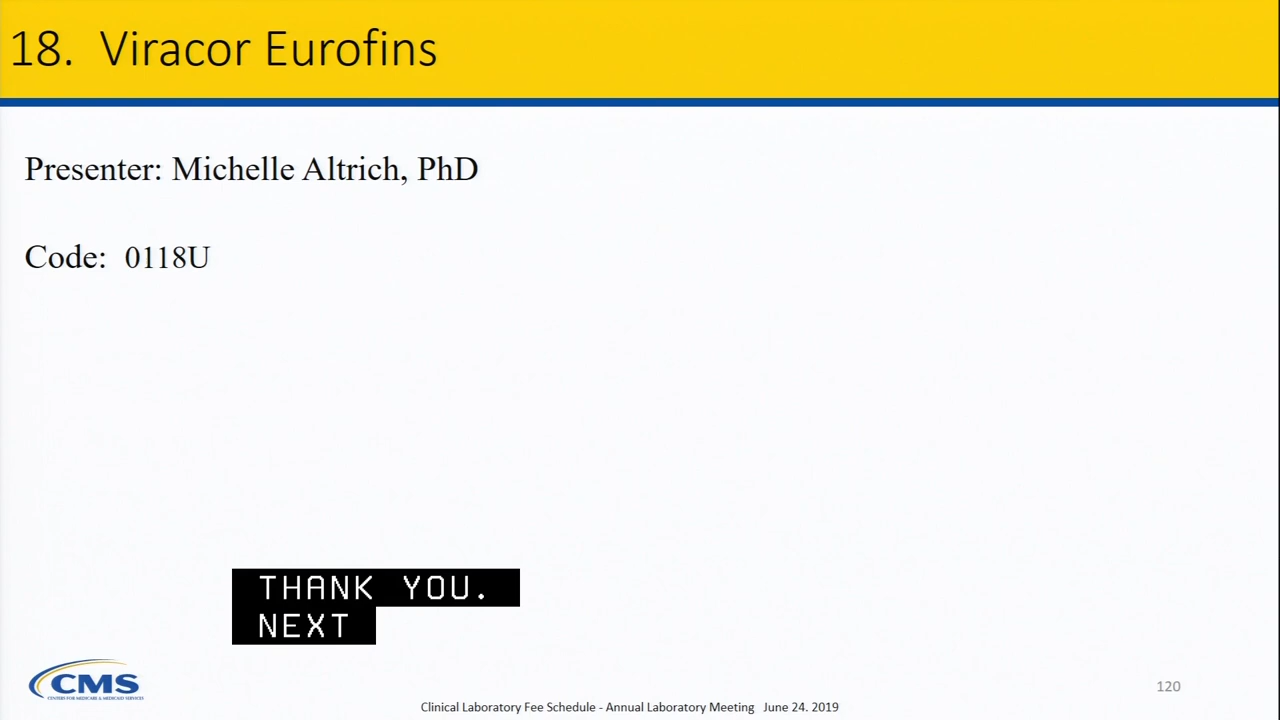 18. Viracor Eurofins
Presenter: Michelle Altrich, PhD
Code: 0118U
THANK YOU.
NEXT
CMS
CENTERS FOR MEDICARE & MEDICAID SERVICES
120
Clinical Laboratory Fee Schedule - Annual Laboratory Meeting June 24. 2019